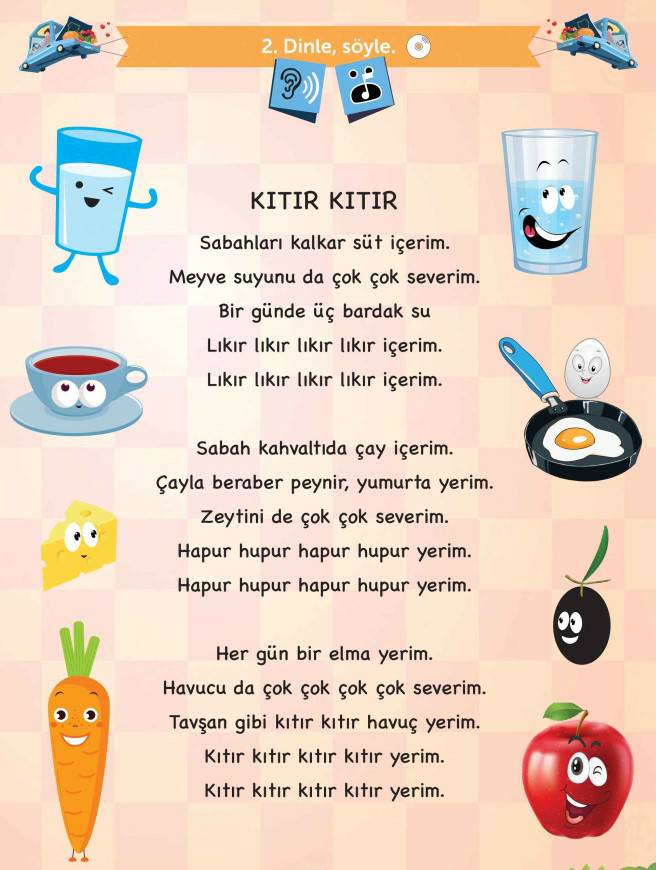 2. Dinle, söyle.
KITIR KITIR
Sabahları kalkar süt içerim.
Meyve suyunu da çok çok severim.
Bir günde üç bardak su
Lıkır lıkır lıkır lıkır içerim.
Lıkır lıkır lıkır lıkır içerim.
Sabah kahvaltıda çay içerim.
Çayla beraber peynir, yumurta yerim.
Zeytini de çok çok severim.
Hapur hupur hapur hupur yerim.
Hapur hupur hapur hupur yerim.
Her gün bir elma yerim.
Havucu da çok çok çok çok severim.
Tavşan gibi kıtır kıtır havuç yerim.
Kıtır kıtır kıtır kıtır yerim.
Kıtır kıtır kıtır kıtır yerim.